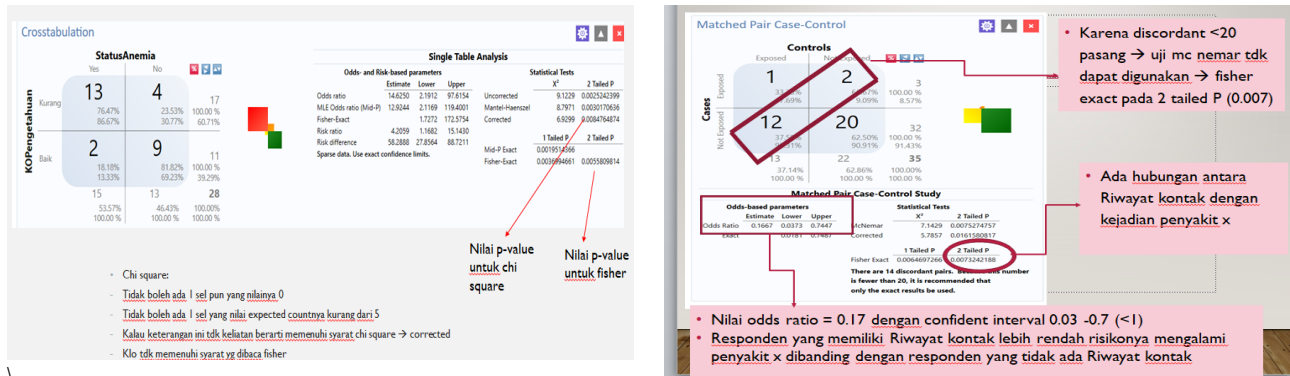 Crosstabulation
StatusAnemia
Yes No
KOPengetahuan
Kurang
13 4 17
76.47% 23.53% 100.00 %
86.67% 30.77% 60.71%
Baik
2 9 11
18.18% 81.82% 100.00 %
13.33% 69.23% 39.29%
15 13 28
53.57% 46.43% 100.00%
100.00 % 100.00 % 100.00 %
Single Table Analysis
Odds- and Risk-based parameters
Estimate Lower Upper
Odds ratio 14.6250 2.1912 97.6154
MLE Odds ratio (Mid-P) 12.9244 2.1169 119.4001
Fisher-Exact 1.7272 172.5754
Risk ratio 4.2059 1.1682 15.1430
Risk difference 58.2888 27.8564 88.7211
Sparse data. Use exact confidence limits.
Statistical Tests
X² 2 Tailed P
Uncorrected 9.1229 0.0025242399
Mantel-Haenszel 8.7971 0.0030170636
Corrected 6.9299 0.0084764874
1 Tailed P 2 Tailed P
Mid-P Exact 0.0019514366
Fisher-Exact 0.0055809814
Nilai p-value
untuk chi
square
Nilai p-value
untuk fisher
• Chi square:
- Tidak boleh ada 1 sel pun yang nilainya 0
- Tidak boleh ada 1 sel yang nilai expected countnya kurang dari 5
- Kalau keterangan ini tdk keliatan berarti memenuhi syarat chi square → corrected
- Klo tdk memenuhi syarat yg dibaca fisher
\
Matched Pair Case-Control
Controls
Exposed Not Exposed
Cases
Exposed
1 2 3
100.00 %
8.57%
Not Exposed
12 20 32
62.50% 100.00 %
90.91% 91.43%
13 22 35
37.14% 62.86% 100.00%
100.00 % 100.00 % 100.00 %
Matched Pair Case-Control Study
Odds-based parameters
Estimate Lower Upper
Odds Ratio 0.1667 0.0373 0.7447
Exact
Statistical Tests
X² 2 Tailed P
McNemar 7.1429 0.0075274757
Corrected 5.7857 0.0161580817
1 Tailed P 2 Tailed P
Fisher Exact 0.0064697266 0.0073242188
There are 14 discordant pairs. Because this number
is fewer than 20, it is recommended that
only the exact results be used.
• Karena discordant <20
pasang → uji mc nemar tdk
dapat digunakan → fisher
exact pada 2 tailed P (0.007)
• Ada hubungan antara
Riwayat kontak dengan
kejadian penyakit x
• Nilai odds ratio = 0.17 dengan confident interval 0.03 -0.7 (<1)
• Responden yang memiliki Riwayat kontak lebih rendah risikonya mengalami
penyakit x dibanding dengan responden yang tidak ada Riwayat kontak